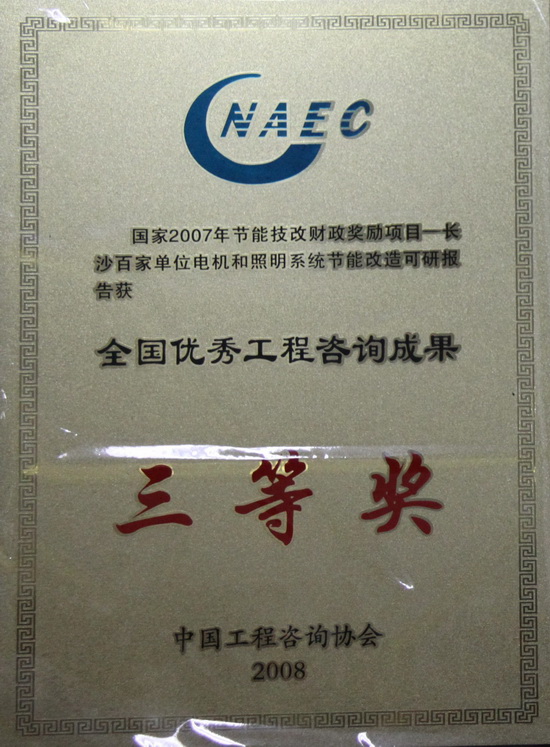 CNAEC
国家2007年节能技改财政奖励项目—长
沙百家单位电机和照明系统节能改造可研报
告获
全国优秀工程咨询成果
三等奖
中国工程咨询协会
2008